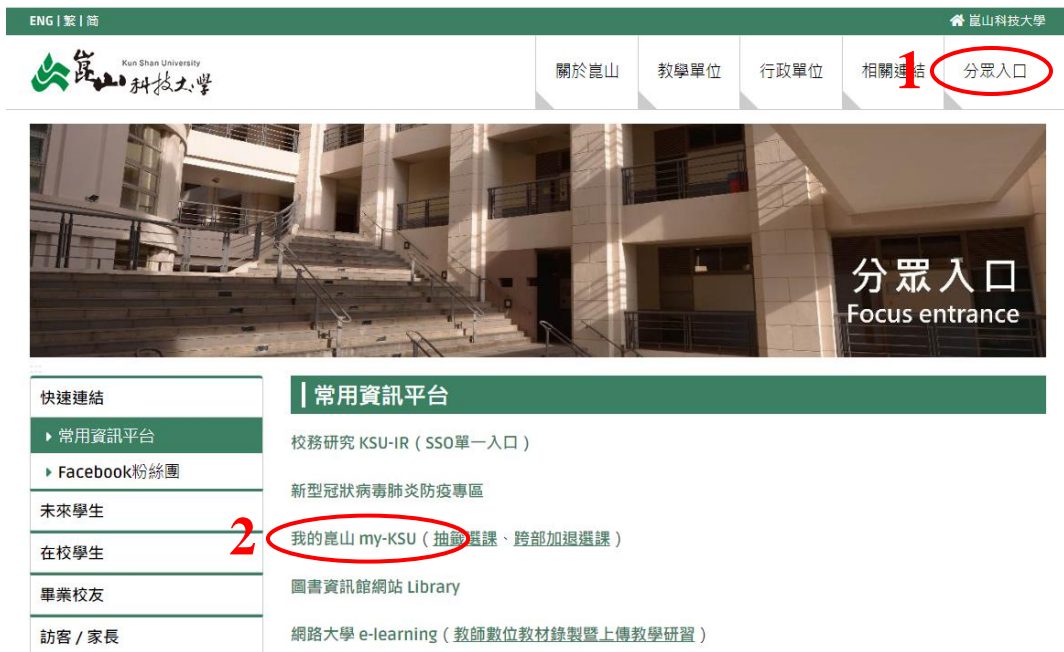 ENG | 繁 | 简
崑山科技大學
Kun Shan University
崑山科技大學
關於崑山 教學單位 行政單位 相關連結 分眾入口
1
分眾入口
Focus entrance
快速連結
常用資訊平台
Facebook粉絲團
未來學生
在校學生
畢業校友
訪客 / 家長
常用資訊平台
校務研究 KSU-IR ( SSO單一入口 )
新型冠狀病毒肺炎防疫專區
2
我的崑山 my-KSU ( 抽籤選課、跨部加退選課 )
圖書資訊館網站 Library
網路大學 e-learning ( 教師數位教材錄製暨上傳教學研習 )